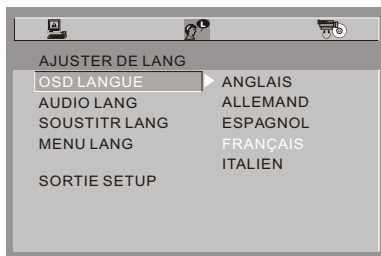 AJUSTER DE LANG
OSD LANGUE ANGLAIS
AUDIO LANG ALLEMAND
SOUSTITR LANG ESPAGNOL
MENU LANG FRANÇAIS
ITALIEN
SORTIE SETUP